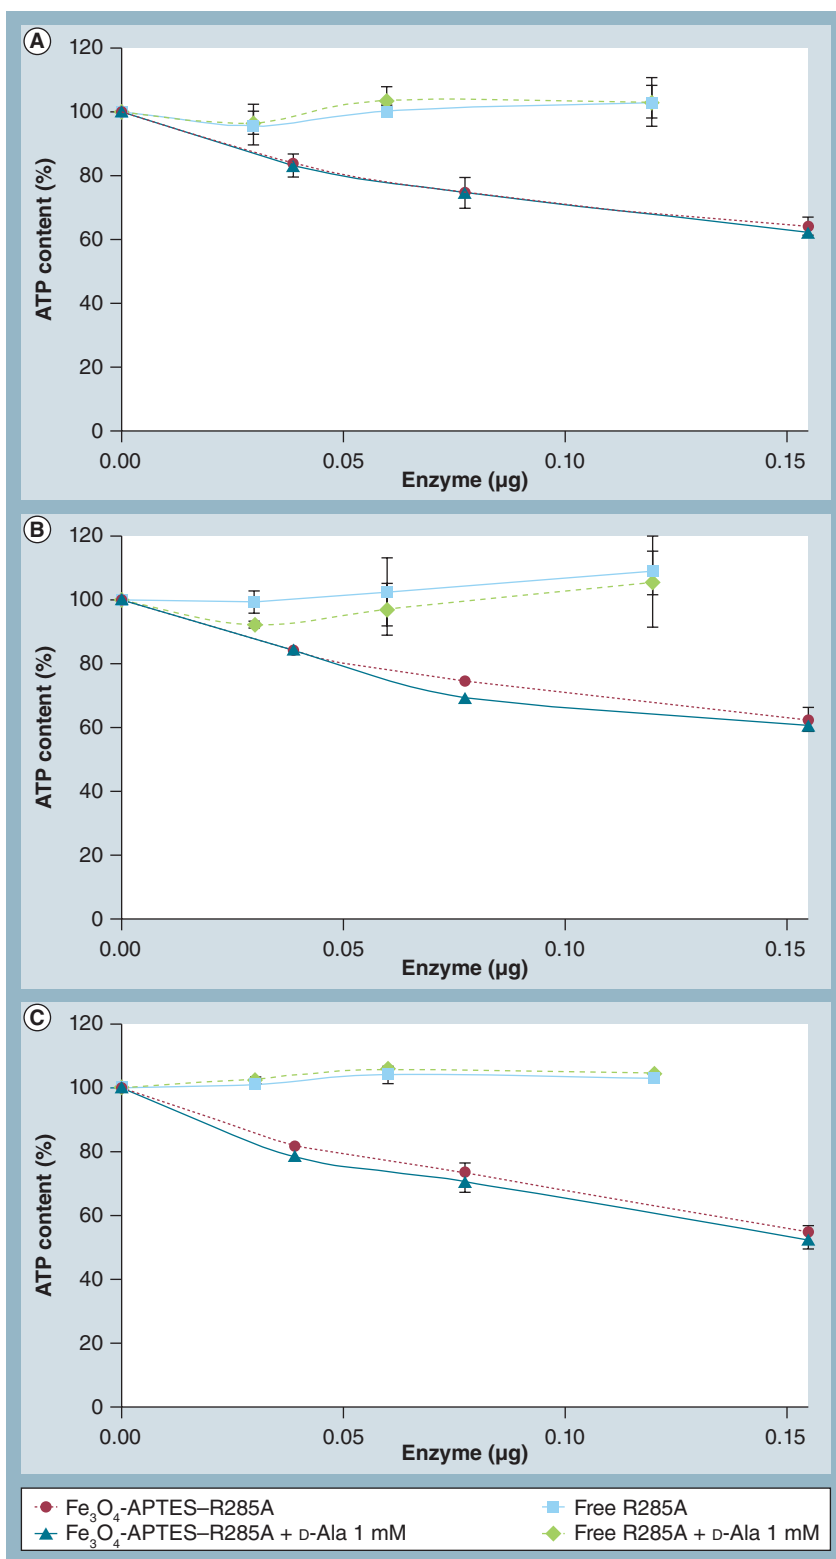 A
120
100
80
60
40
20
0
ATP content (%)
0.00 0.05 0.10 0.15
Enzyme (µg)
B
120
100
80
60
40
20
0
ATP content (%)
0.00 0.05 0.10 0.15
Enzyme (µg)
C
120
100
80
60
40
20
0
ATP content (%)
0.00 0.05 0.10 0.15
Enzyme (µg)
Fe₃O₄-APTES–R285A Free R285A
Fe₃O₄-APTES–R285A + D-Ala 1 mM Free R285A + D-Ala 1 mM